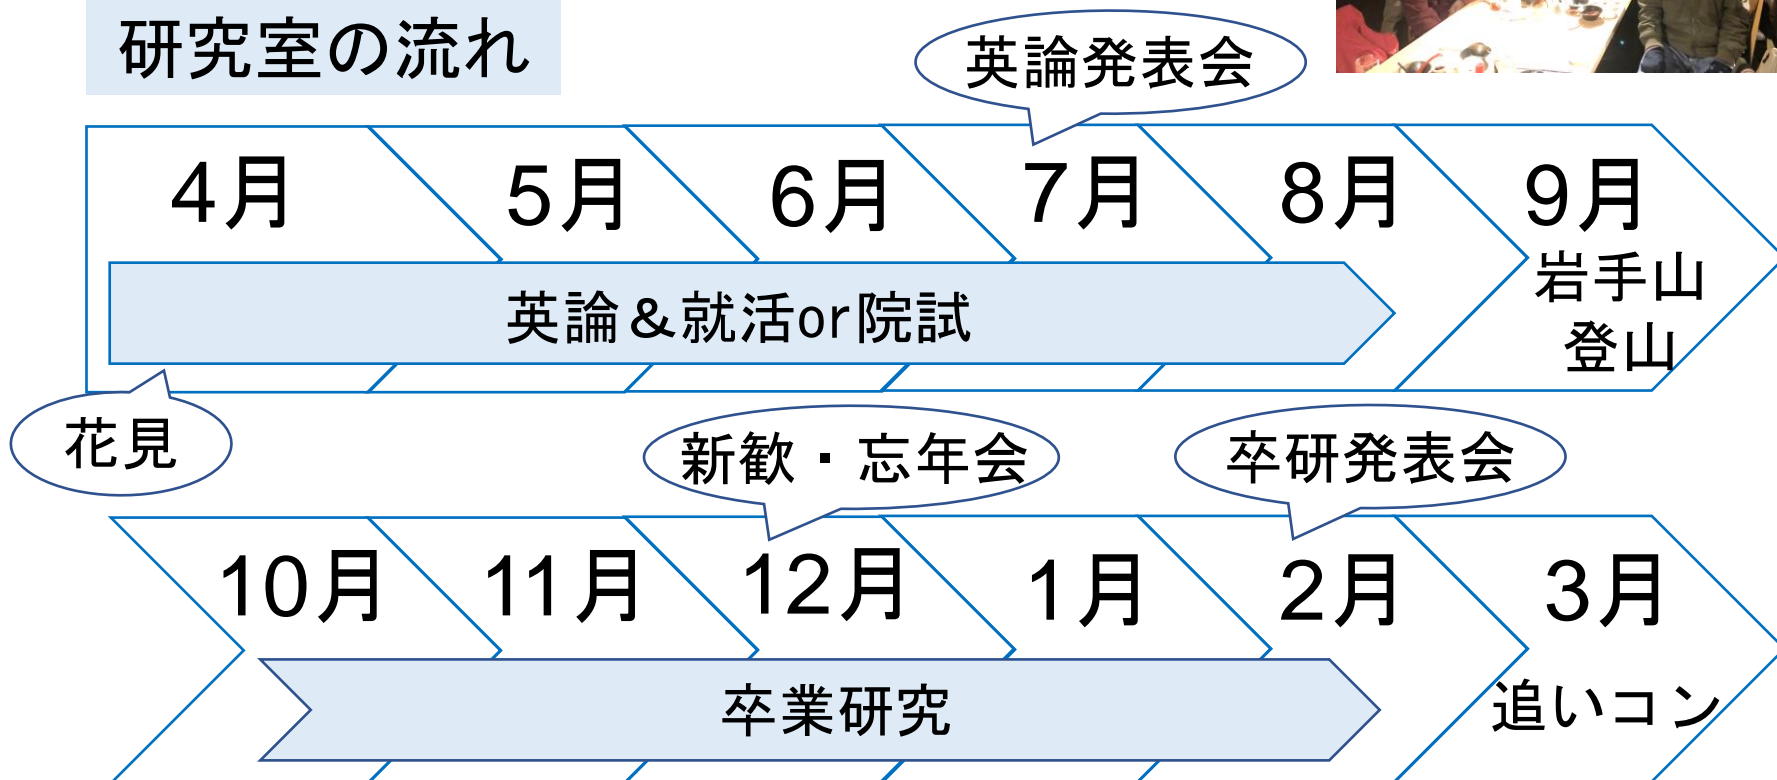 研究室の流れ
英論発表会
4月
5月
6月
7月
8月
9月
英論＆就活or院試
岩手山
登山
花見
新歓・忘年会
卒研発表会
10月
11月
12月
1月
2月
3月
卒業研究
追いコン